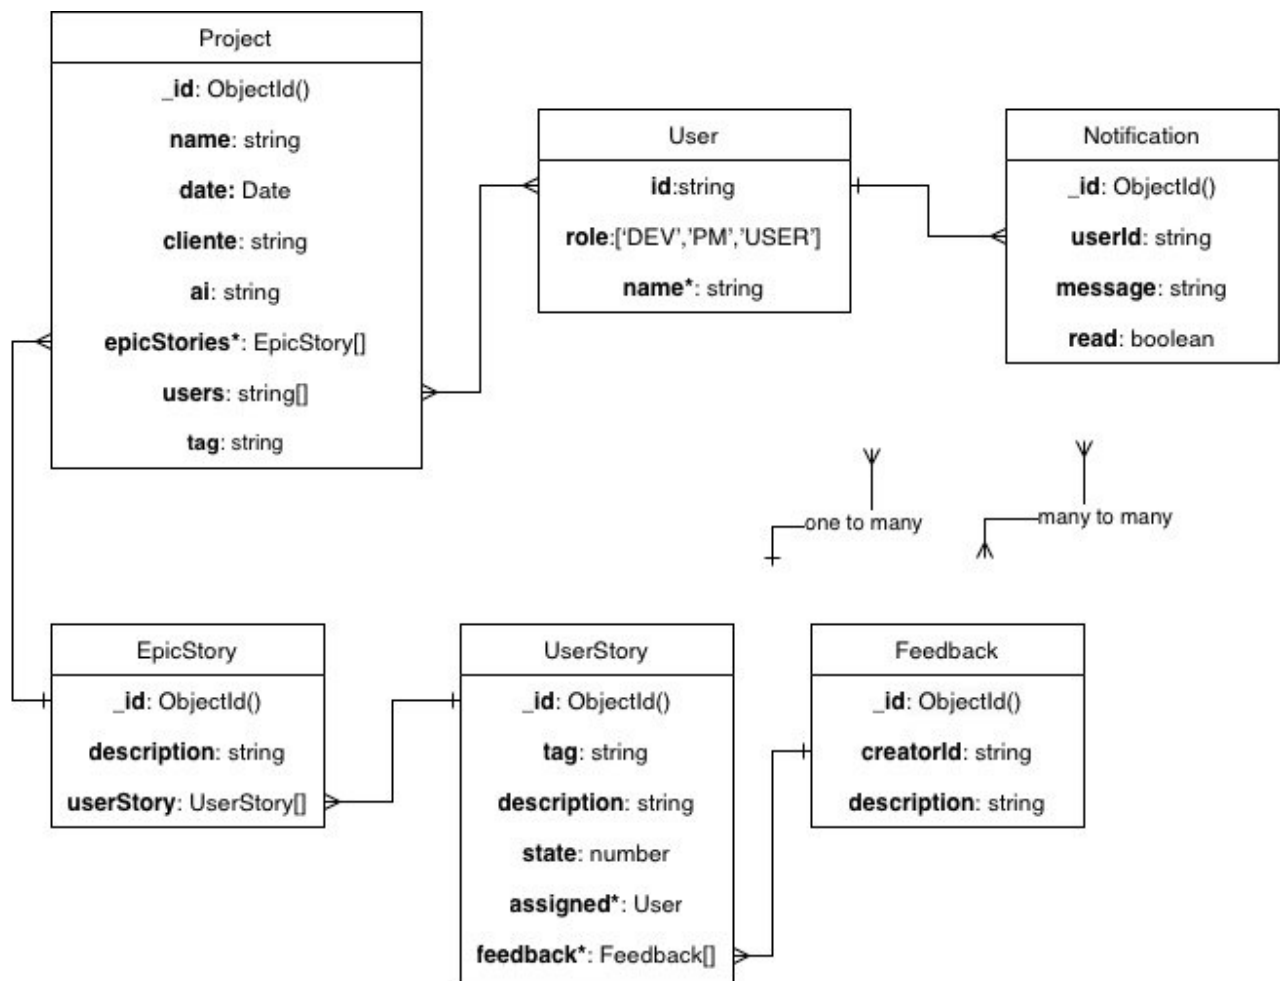 Project
_id: ObjectId()
name: string
date: Date
cliente: string
ai: string
epicStories*: EpicStory[]
users: string[]
tag: string
User
id:string
role:['DEV','PM','USER']
name*: string
Notification
_id: ObjectId()
userId: string
message: string
read: boolean
one to many
many to many
EpicStory
_id: ObjectId()
description: string
userStory: UserStory[]
UserStory
_id: ObjectId()
tag: string
description: string
state: number
assigned*: User
feedback*: Feedback[]
Feedback
_id: ObjectId()
creatorId: string
description: string